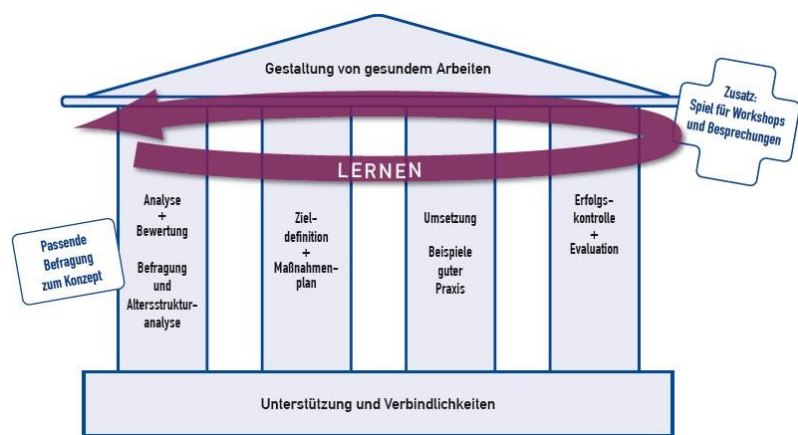 Gestaltung von gesundem Arbeiten
Zusatz:
Spiel für Workshops
und Besprechungen
LERNEN
Passende
Befragung
zum Konzept
Analyse
+
Bewertung
Befragung
und
Altersstruktur-
analyse
Ziel-
definition
+
Maßnahmen-
plan
Umsetzung
Beispiele
guter
Praxis
Erfolgs-
kontrolle
+
Evaluation
Unterstützung und Verbindlichkeiten